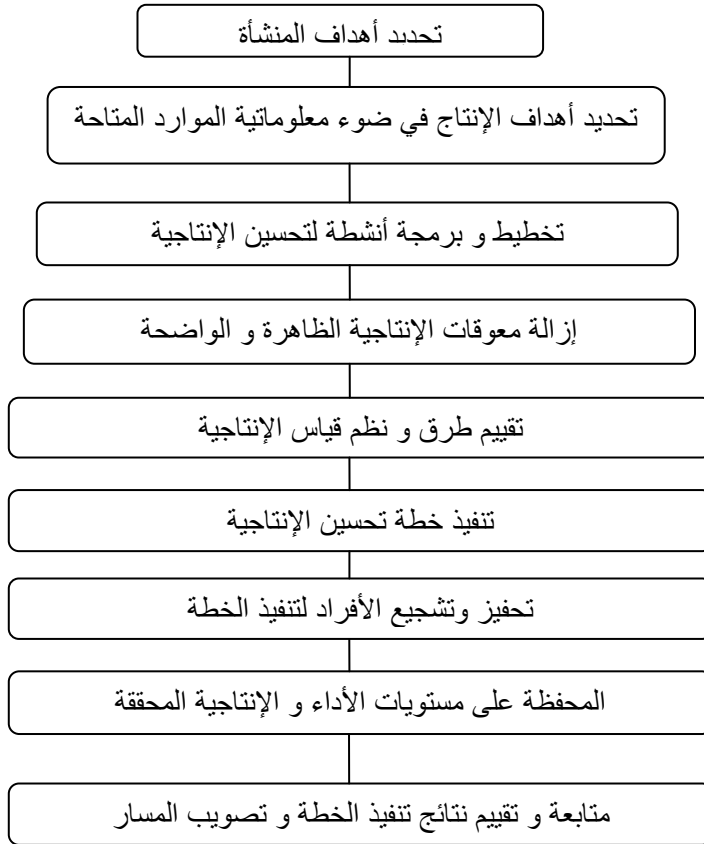 تحديد أهداف المنشأة
تحديد أهداف الإنتاج في ضوء معلوماتية الموارد المتاحة
تخطيط و برمجة أنشطة لتحسين الإنتاجية
إزالة معوقات الإنتاجية الظاهرة و الواضحة
تقييم طرق و نظم قياس الإنتاجية
تنفيذ خطة تحسين الإنتاجية
تحفيز وتشجيع الأفراد لتنفيذ الخطة
المحفظة على مستويات الأداء و الإنتاجية المحققة
متابعة و تقييم نتائج تنفيذ الخطة و تصويب المسار